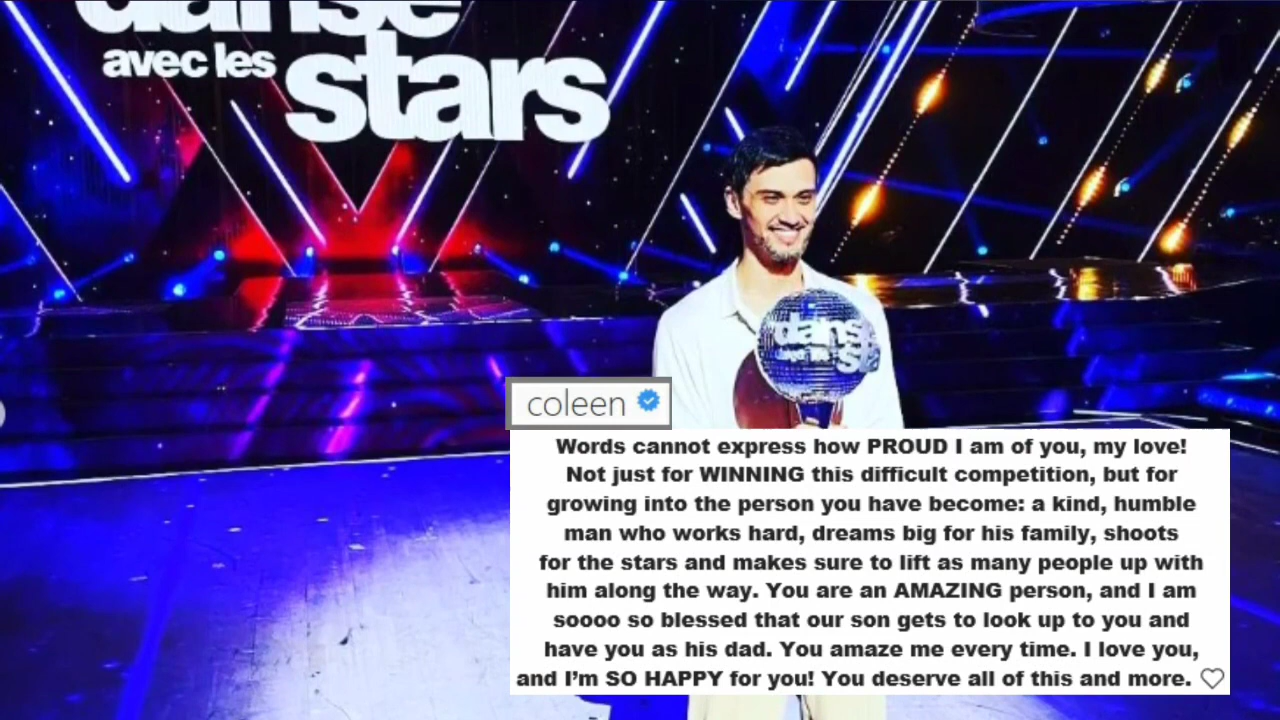 danse
avec les
stars
dans
st
coleen
Words cannot express how PROUD I am of you, my love!
Not just for WINNING this difficult competition, but for
growing into the person you have become: a kind, humble
man who works hard, dreams big for his family, shoots
for the stars and makes sure to lift as many people up with
him along the way. You are an AMAZING person, and I am
soooo so blessed that our son gets to look up to you and
have you as his dad. You amaze me every time. I love you,
and I’m SO HAPPY for you! You deserve all of this and more. ♡